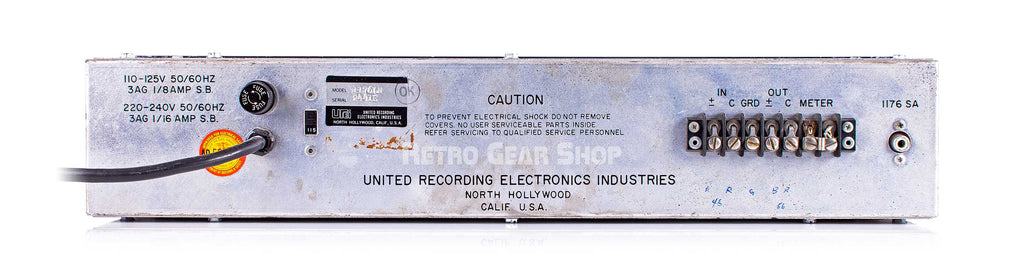 110-125V 50/60HZ
3AG 1/8AMP S.B.
220-240V 50/60HZ
3AG 1/16 AMP S.B.
FUSE
FUSE
115
MODEL
SERIAL
OK
UREI UNITED RECORDING
ELECTRONICS INDUSTRIES
NORTH HOLLYWOOD, CALIF., U.S.A.
CAUTION
TO PREVENT ELECTRICAL SHOCK DO NOT REMOVE
COVERS. NO USER SERVICEABLE PARTS INSIDE
REFER SERVICING TO QUALIFIED SERVICE PERSONNEL
RETRO GEAR SHOP
UNITED RECORDING ELECTRONICS INDUSTRIES
NORTH HOLLYWOOD
CALIF. U.S.A.
IN OUT
± C GRD ± C METER
1176 SA
R G